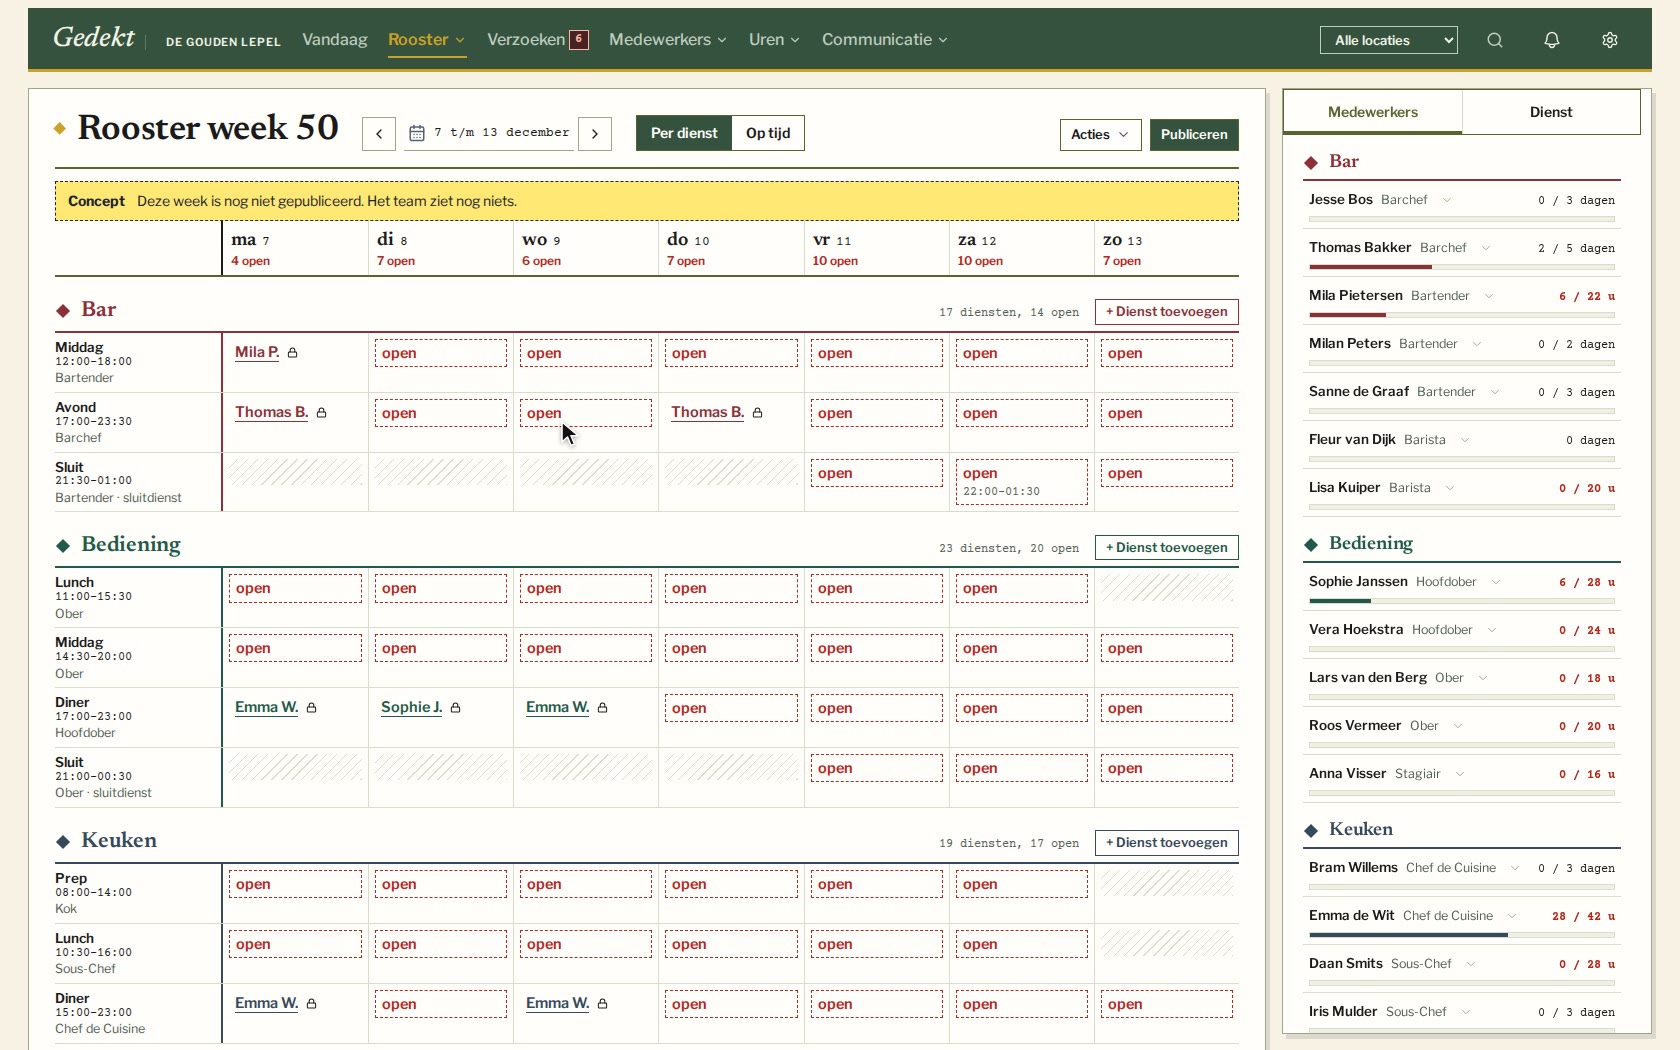 Gedekt DE GOUDEN LEPEL Vandaag Rooster Verzoeken 6 Medewerkers Uren Communicatie Alle locaties
Rooster week 50 7 t/m 13 december Per dienst Op tijd Acties Publiceren
Concept Deze week is nog niet gepubliceerd. Het team ziet nog niets.
ma 7 di 8 wo 9 do 10 vr 11 za 12 zo 13
4 open 7 open 6 open 7 open 10 open 10 open 7 open
Bar 17 diensten, 14 open + Dienst toevoegen
Middag Mila P. open open open open open open
12:00–18:00
Bartender
Avond Thomas B. open open Thomas B. open open open
17:00–23:30
Barchef
Sluit open open open
21:30–01:00 22:00–01:30
Bartender · sluitdienst
Bediening 23 diensten, 20 open + Dienst toevoegen
Lunch open open open open open open
11:00–15:30
Ober
Middag open open open open open open open
14:30–20:00
Ober
Diner Emma W. Sophie J. Emma W. open open open open
17:00–23:00
Hoofdober
Sluit open open open
21:00–00:30
Ober · sluitdienst
Keuken 19 diensten, 17 open + Dienst toevoegen
Prep open open open open open open
08:00–14:00
Kok
Lunch open open open open open open
10:30–16:00
Sous-Chef
Diner Emma W. open Emma W. open open open open
15:00–23:00
Chef de Cuisine
Medewerkers Dienst
Bar
Jesse Bos Barchef 0 / 3 dagen
Thomas Bakker Barchef 2 / 5 dagen
Mila Pietersen Bartender 6 / 22 u
Milan Peters Bartender 0 / 2 dagen
Sanne de Graaf Bartender 0 / 3 dagen
Fleur van Dijk Barista 0 dagen
Lisa Kuiper Barista 0 / 20 u
Bediening
Sophie Janssen Hoofdober 6 / 28 u
Vera Hoekstra Hoofdober 0 / 24 u
Lars van den Berg Ober 0 / 18 u
Roos Vermeer Ober 0 / 20 u
Anna Visser Stagiair 0 / 16 u
Keuken
Bram Willems Chef de Cuisine 0 / 3 dagen
Emma de Wit Chef de Cuisine 28 / 42 u
Daan Smits Sous-Chef 0 / 28 u
Iris Mulder Sous-Chef 0 / 3 dagen